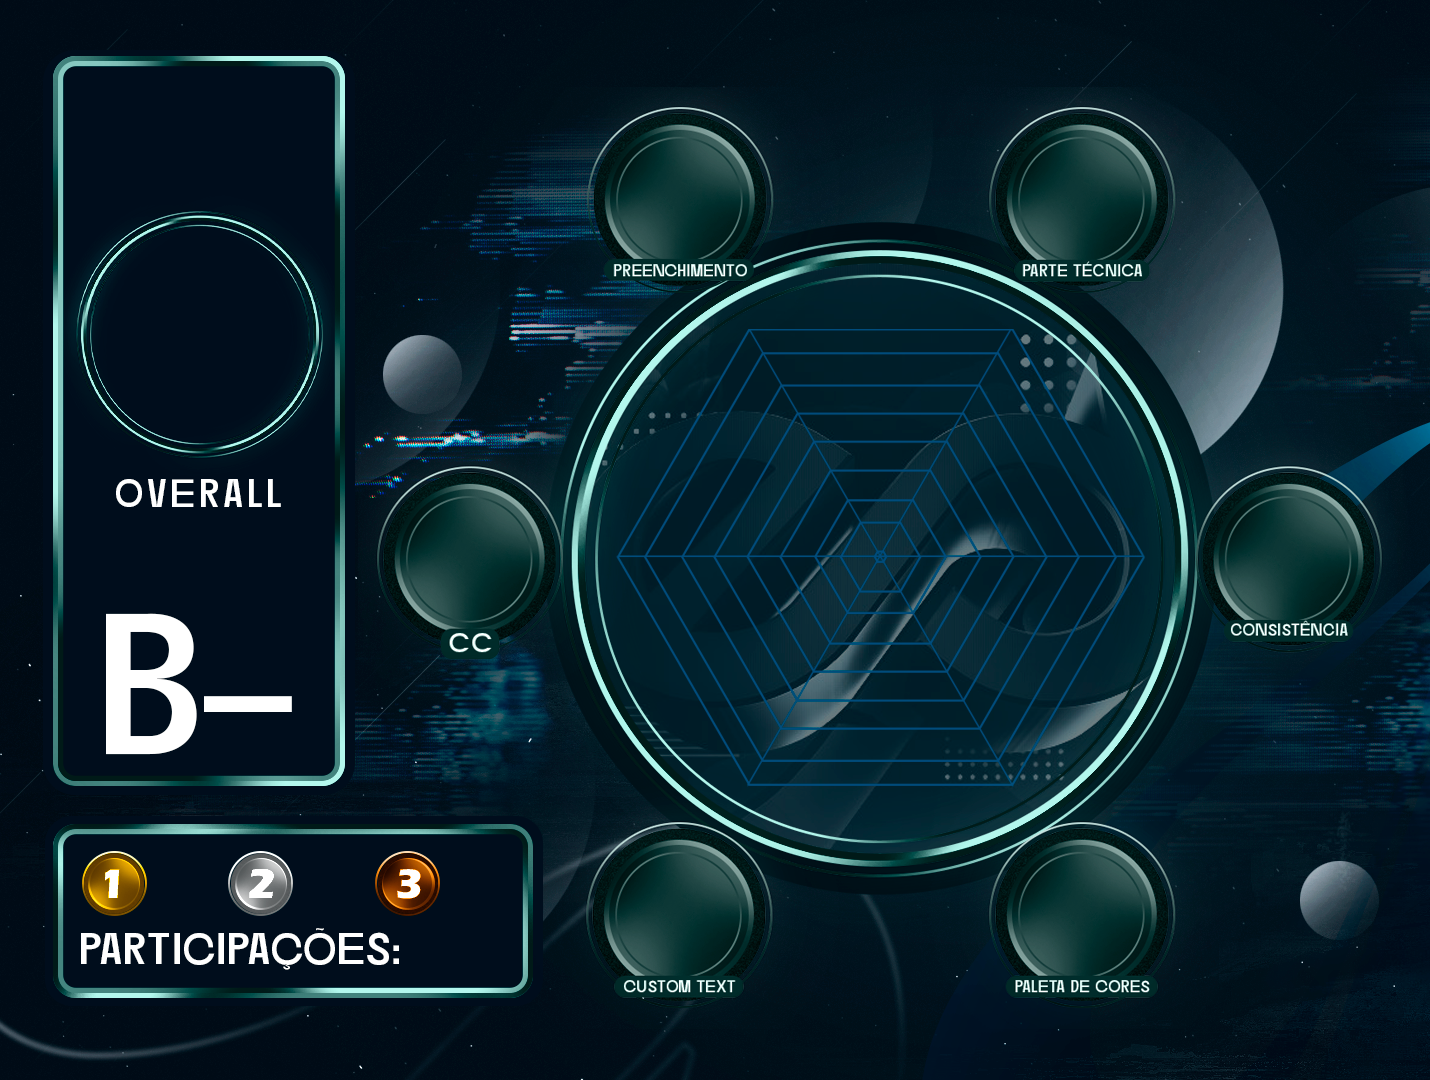 PREENCHIMENTO
PARTE TÉCNICA
OVERALL
B-
CC
CONSISTÊNCIA
1
2
3
PARTICIPAÇÕES:
CUSTOM TEXT
PALETA DE CORES